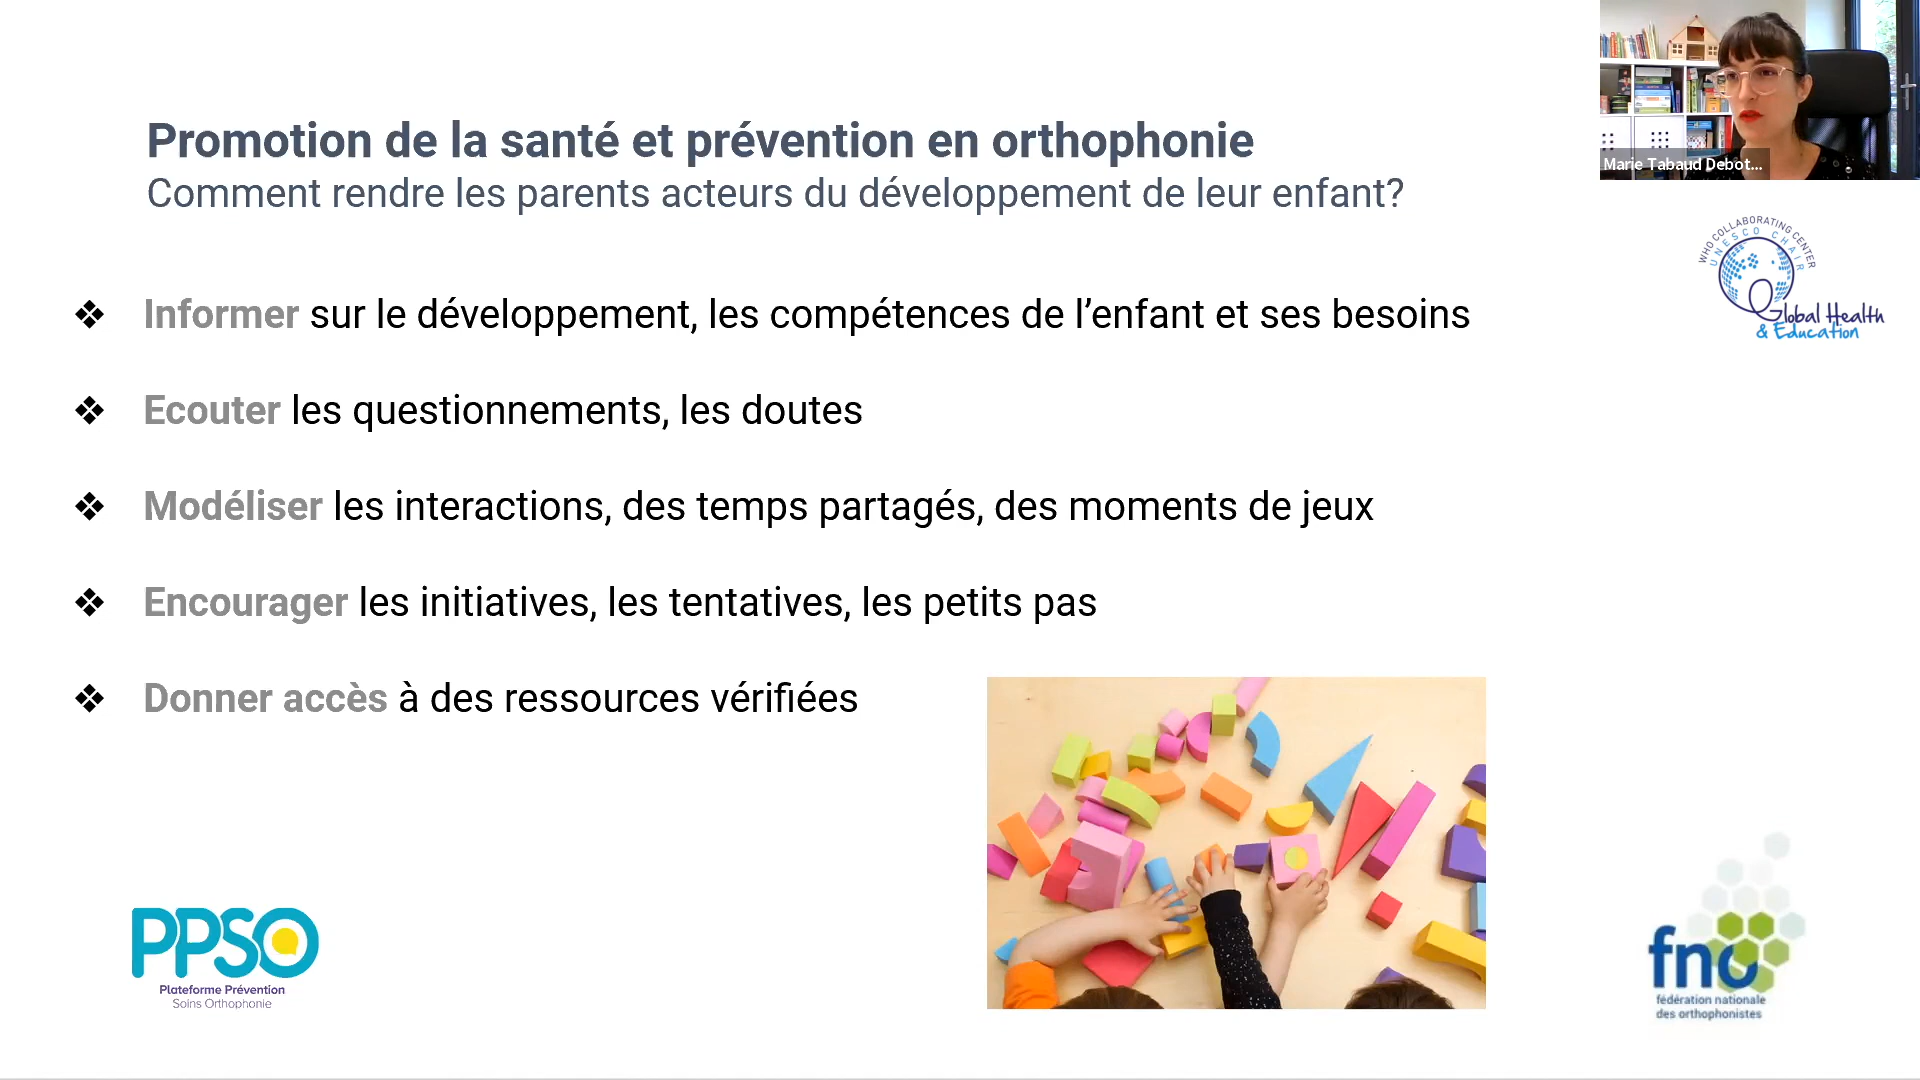 Promotion de la santé et prévention en orthophonie
Comment rendre les parents acteurs du développement de leur enfant?
❖ Informer sur le développement, les compétences de l’enfant et ses besoins
❖ Ecouter les questionnements, les doutes
❖ Modéliser les interactions, des temps partagés, des moments de jeux
❖ Encourager les initiatives, les tentatives, les petits pas
❖ Donner accès à des ressources vérifiées
Marie Tabaud Debot...
WHO COLLABORATING CENTER
UNESCO CHAIR
Global Health
& Education
PPSO
Plateforme Prévention
Soins Orthophonie
fno
fédération nationale
des orthophonistes